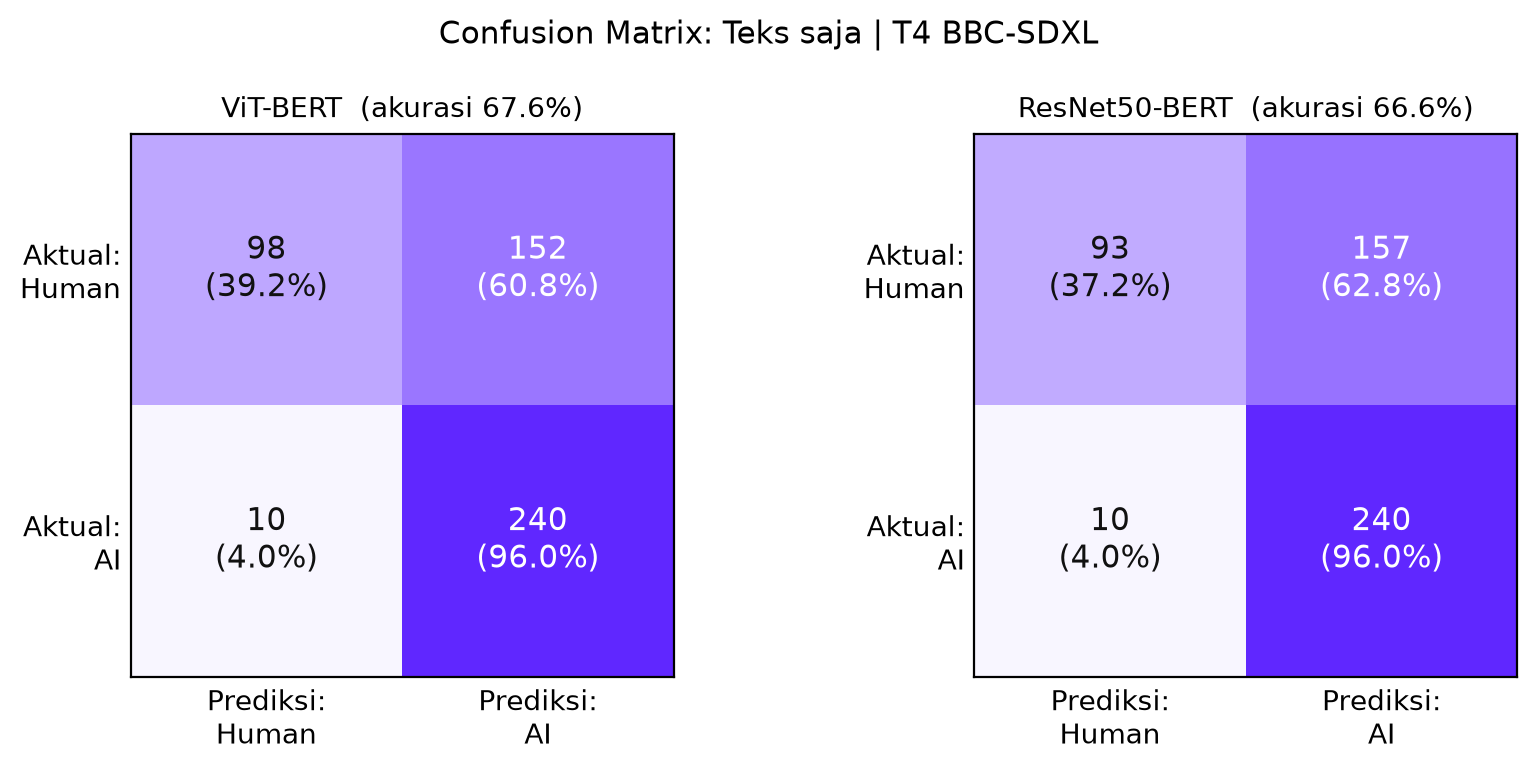 Confusion Matrix: Teks saja | T4 BBC-SDXL
ViT-BERT (akurasi 67.6%)
Aktual:
Human
98
(39.2%)
152
(60.8%)
Aktual:
AI
10
(4.0%)
240
(96.0%)
Prediksi:
Human
Prediksi:
AI
ResNet50-BERT (akurasi 66.6%)
Aktual:
Human
93
(37.2%)
157
(62.8%)
Aktual:
AI
10
(4.0%)
240
(96.0%)
Prediksi:
Human
Prediksi:
AI